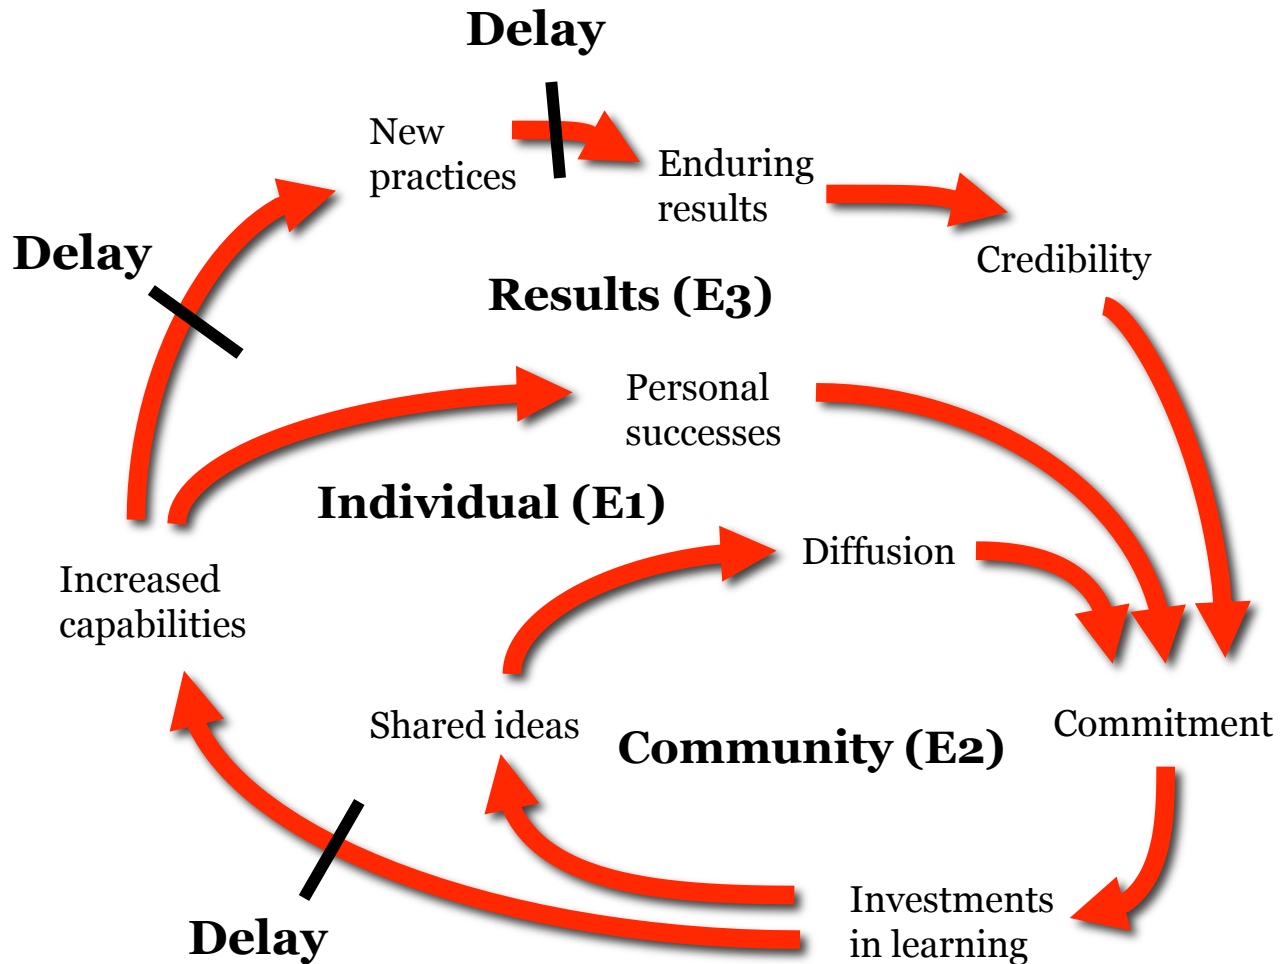 Delay
New
practices
Enduring
results
Delay
Credibility
Results (E3)
Personal
successes
Individual (E1)
Diffusion
Increased
capabilities
Shared ideas
Community (E2)
Commitment
Investments
in learning
Delay